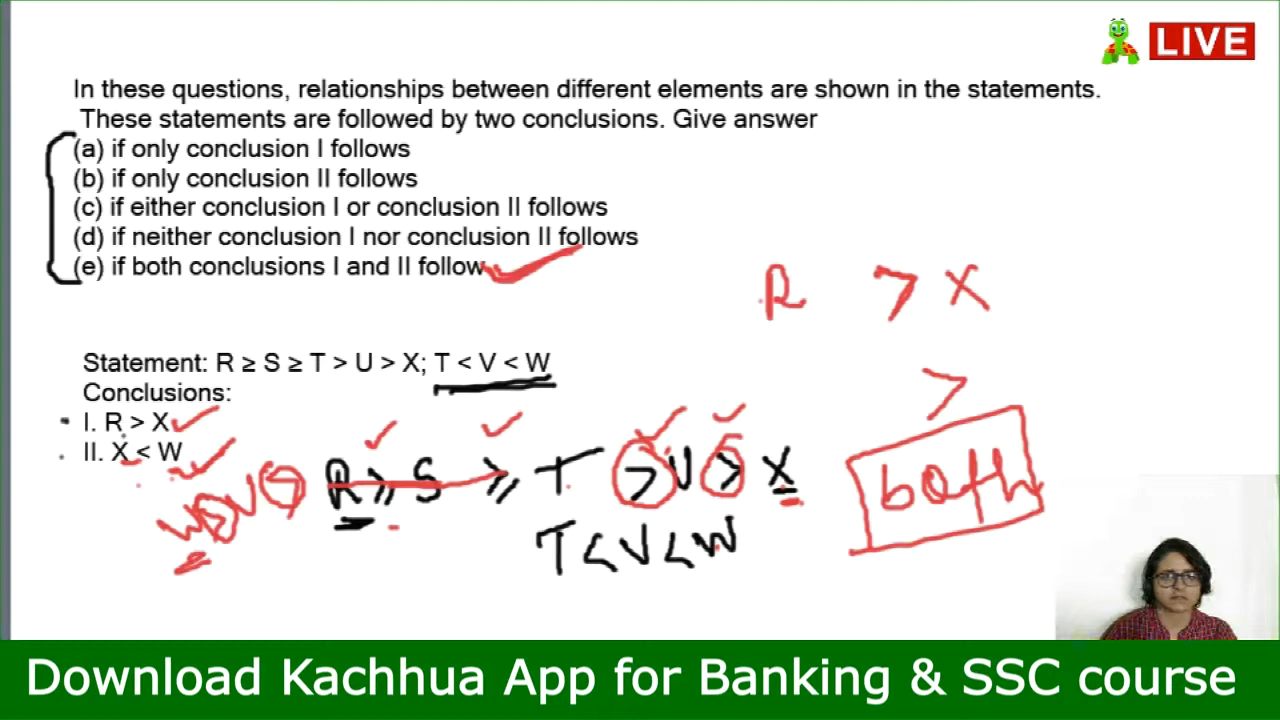 LIVE
In these questions, relationships between different elements are shown in the statements.
These statements are followed by two conclusions. Give answer
(a) if only conclusion I follows
(b) if only conclusion II follows
(c) if either conclusion I or conclusion II follows
(d) if neither conclusion I nor conclusion II follows
(e) if both conclusions I and II follow
R > X
Statement: R ≥ S ≥ T > U > X; T < V < W
Conclusions:
>
I. R > X
II. X < W
R ≥ S ≥ T > U > X
both
T < V < W
Download Kachhua App for Banking & SSC course